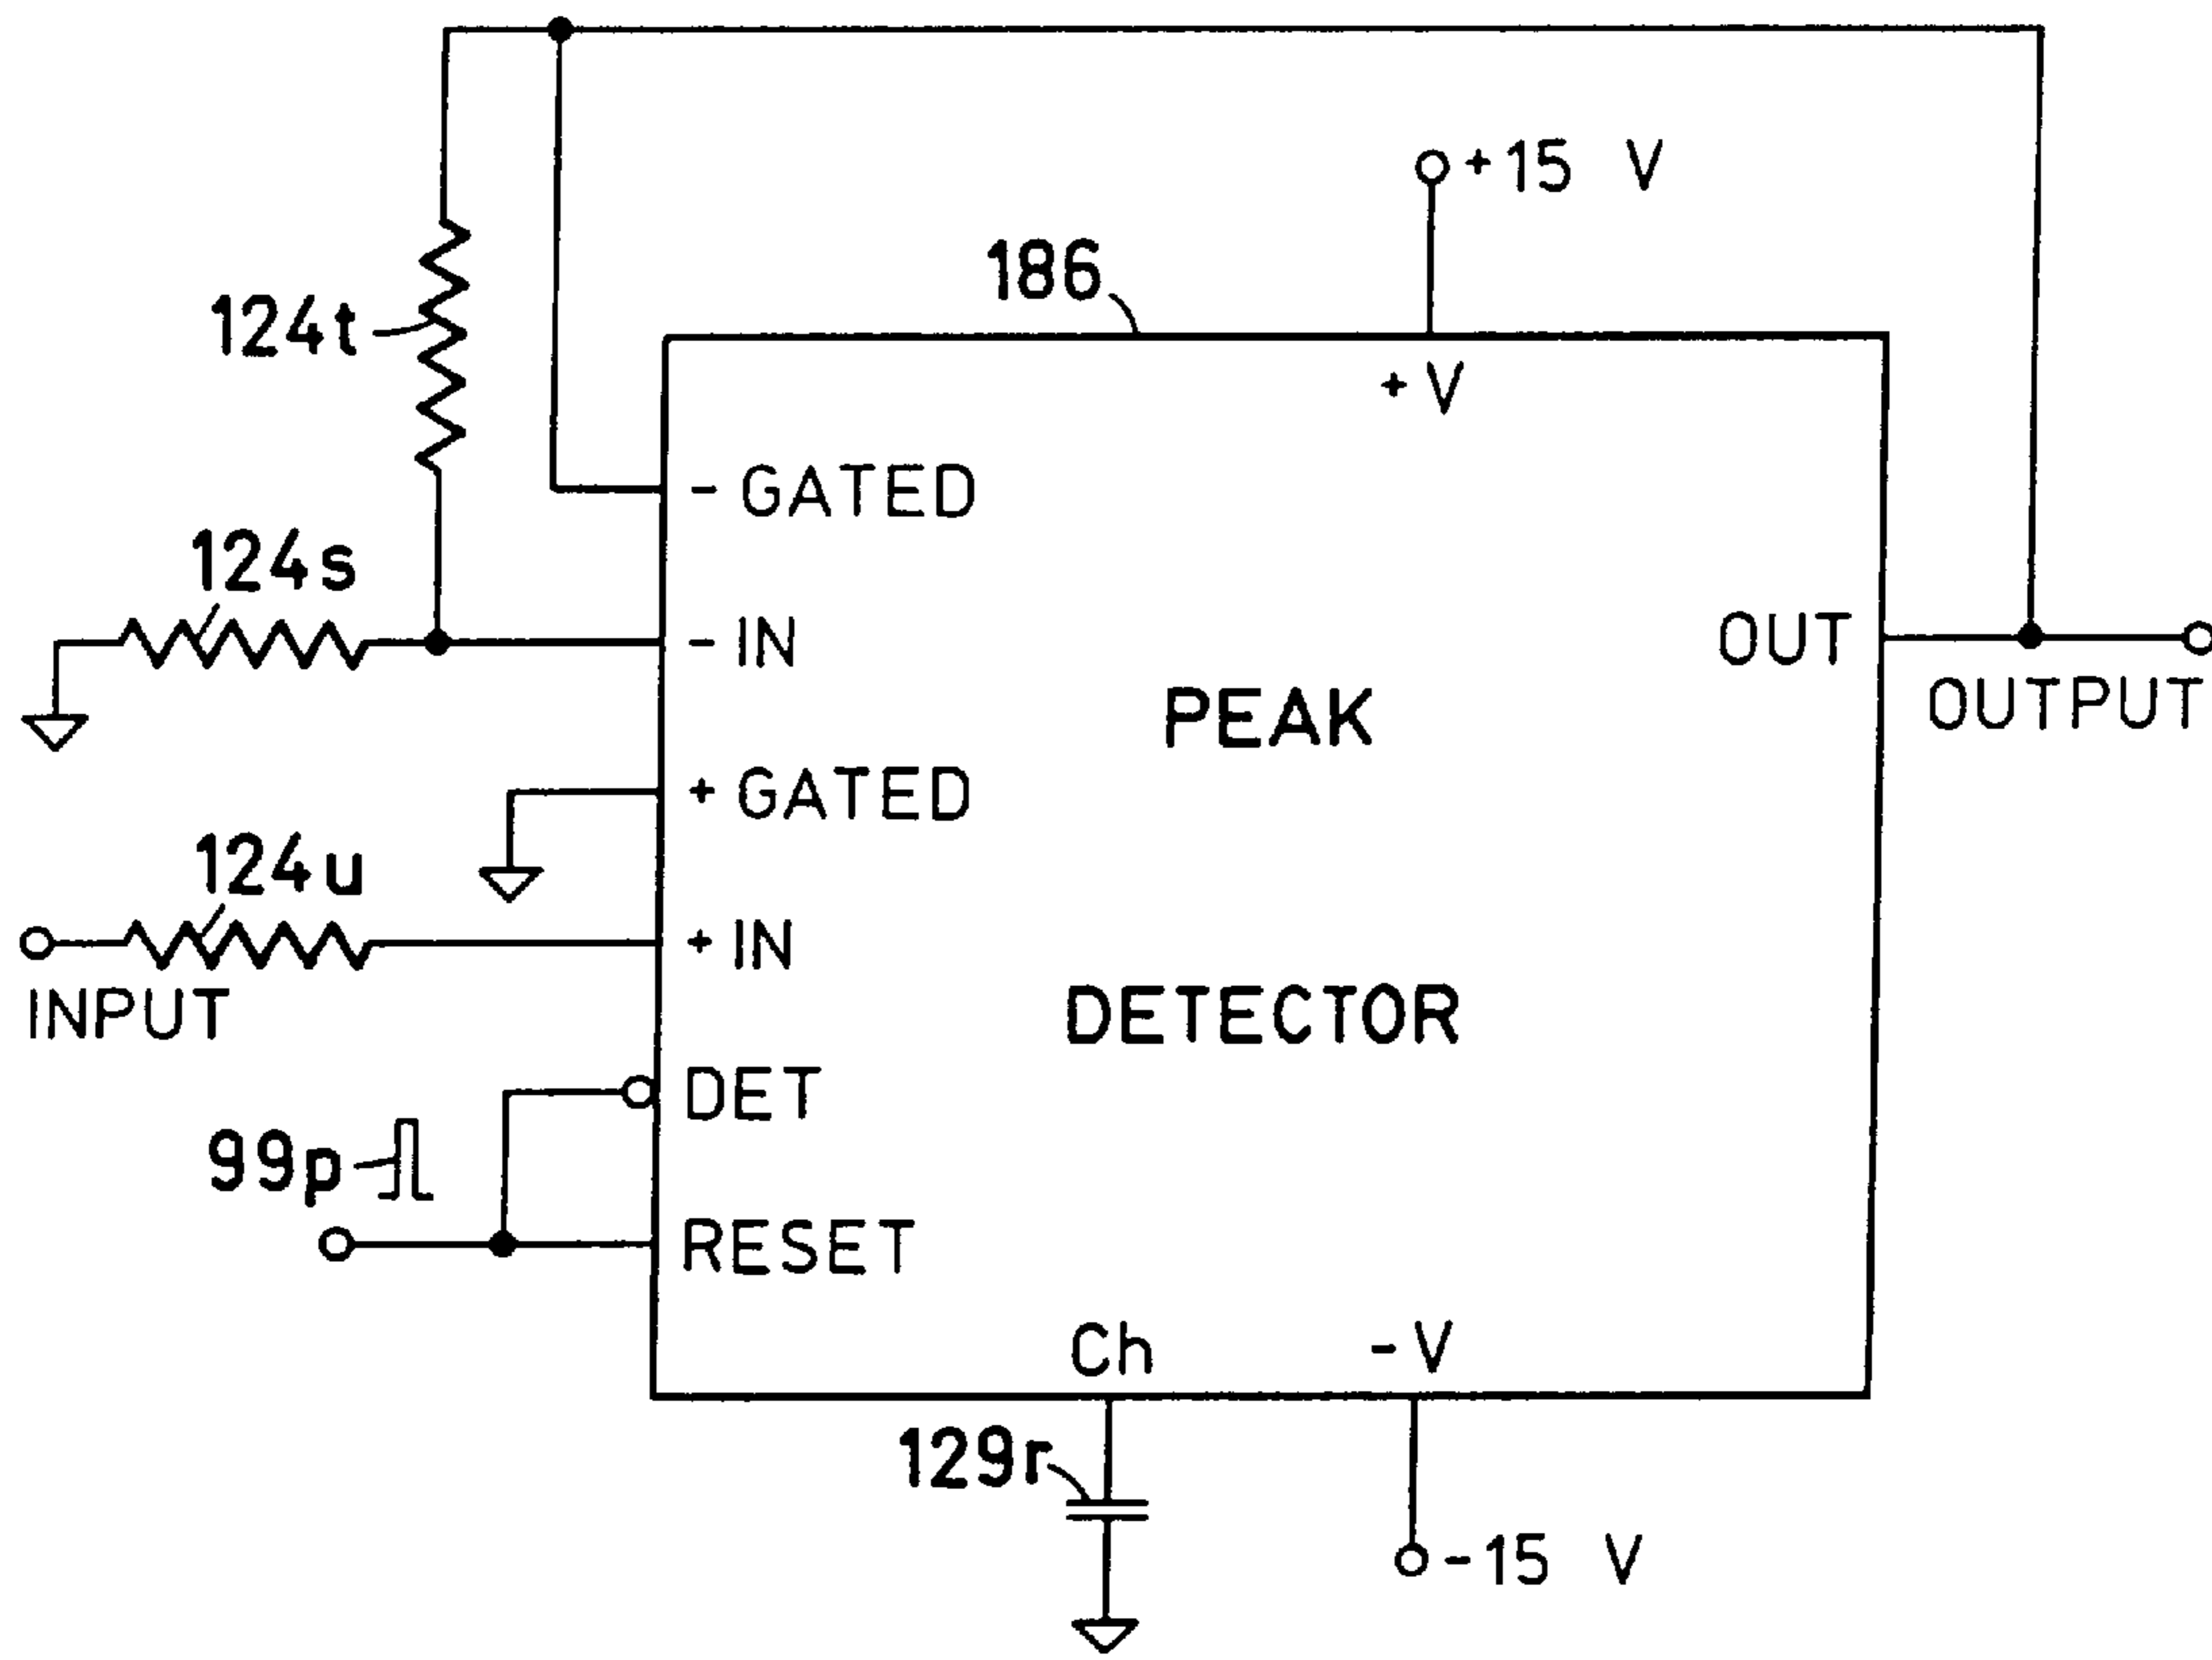 +15 V
186
124t
+ V
- GATED
124s
- IN
OUT
PEAK
OUTPUT
+ GATED
124u
+ IN
INPUT
DETECTOR
DET
99p
RESET
Ch
- V
129r
-15 V